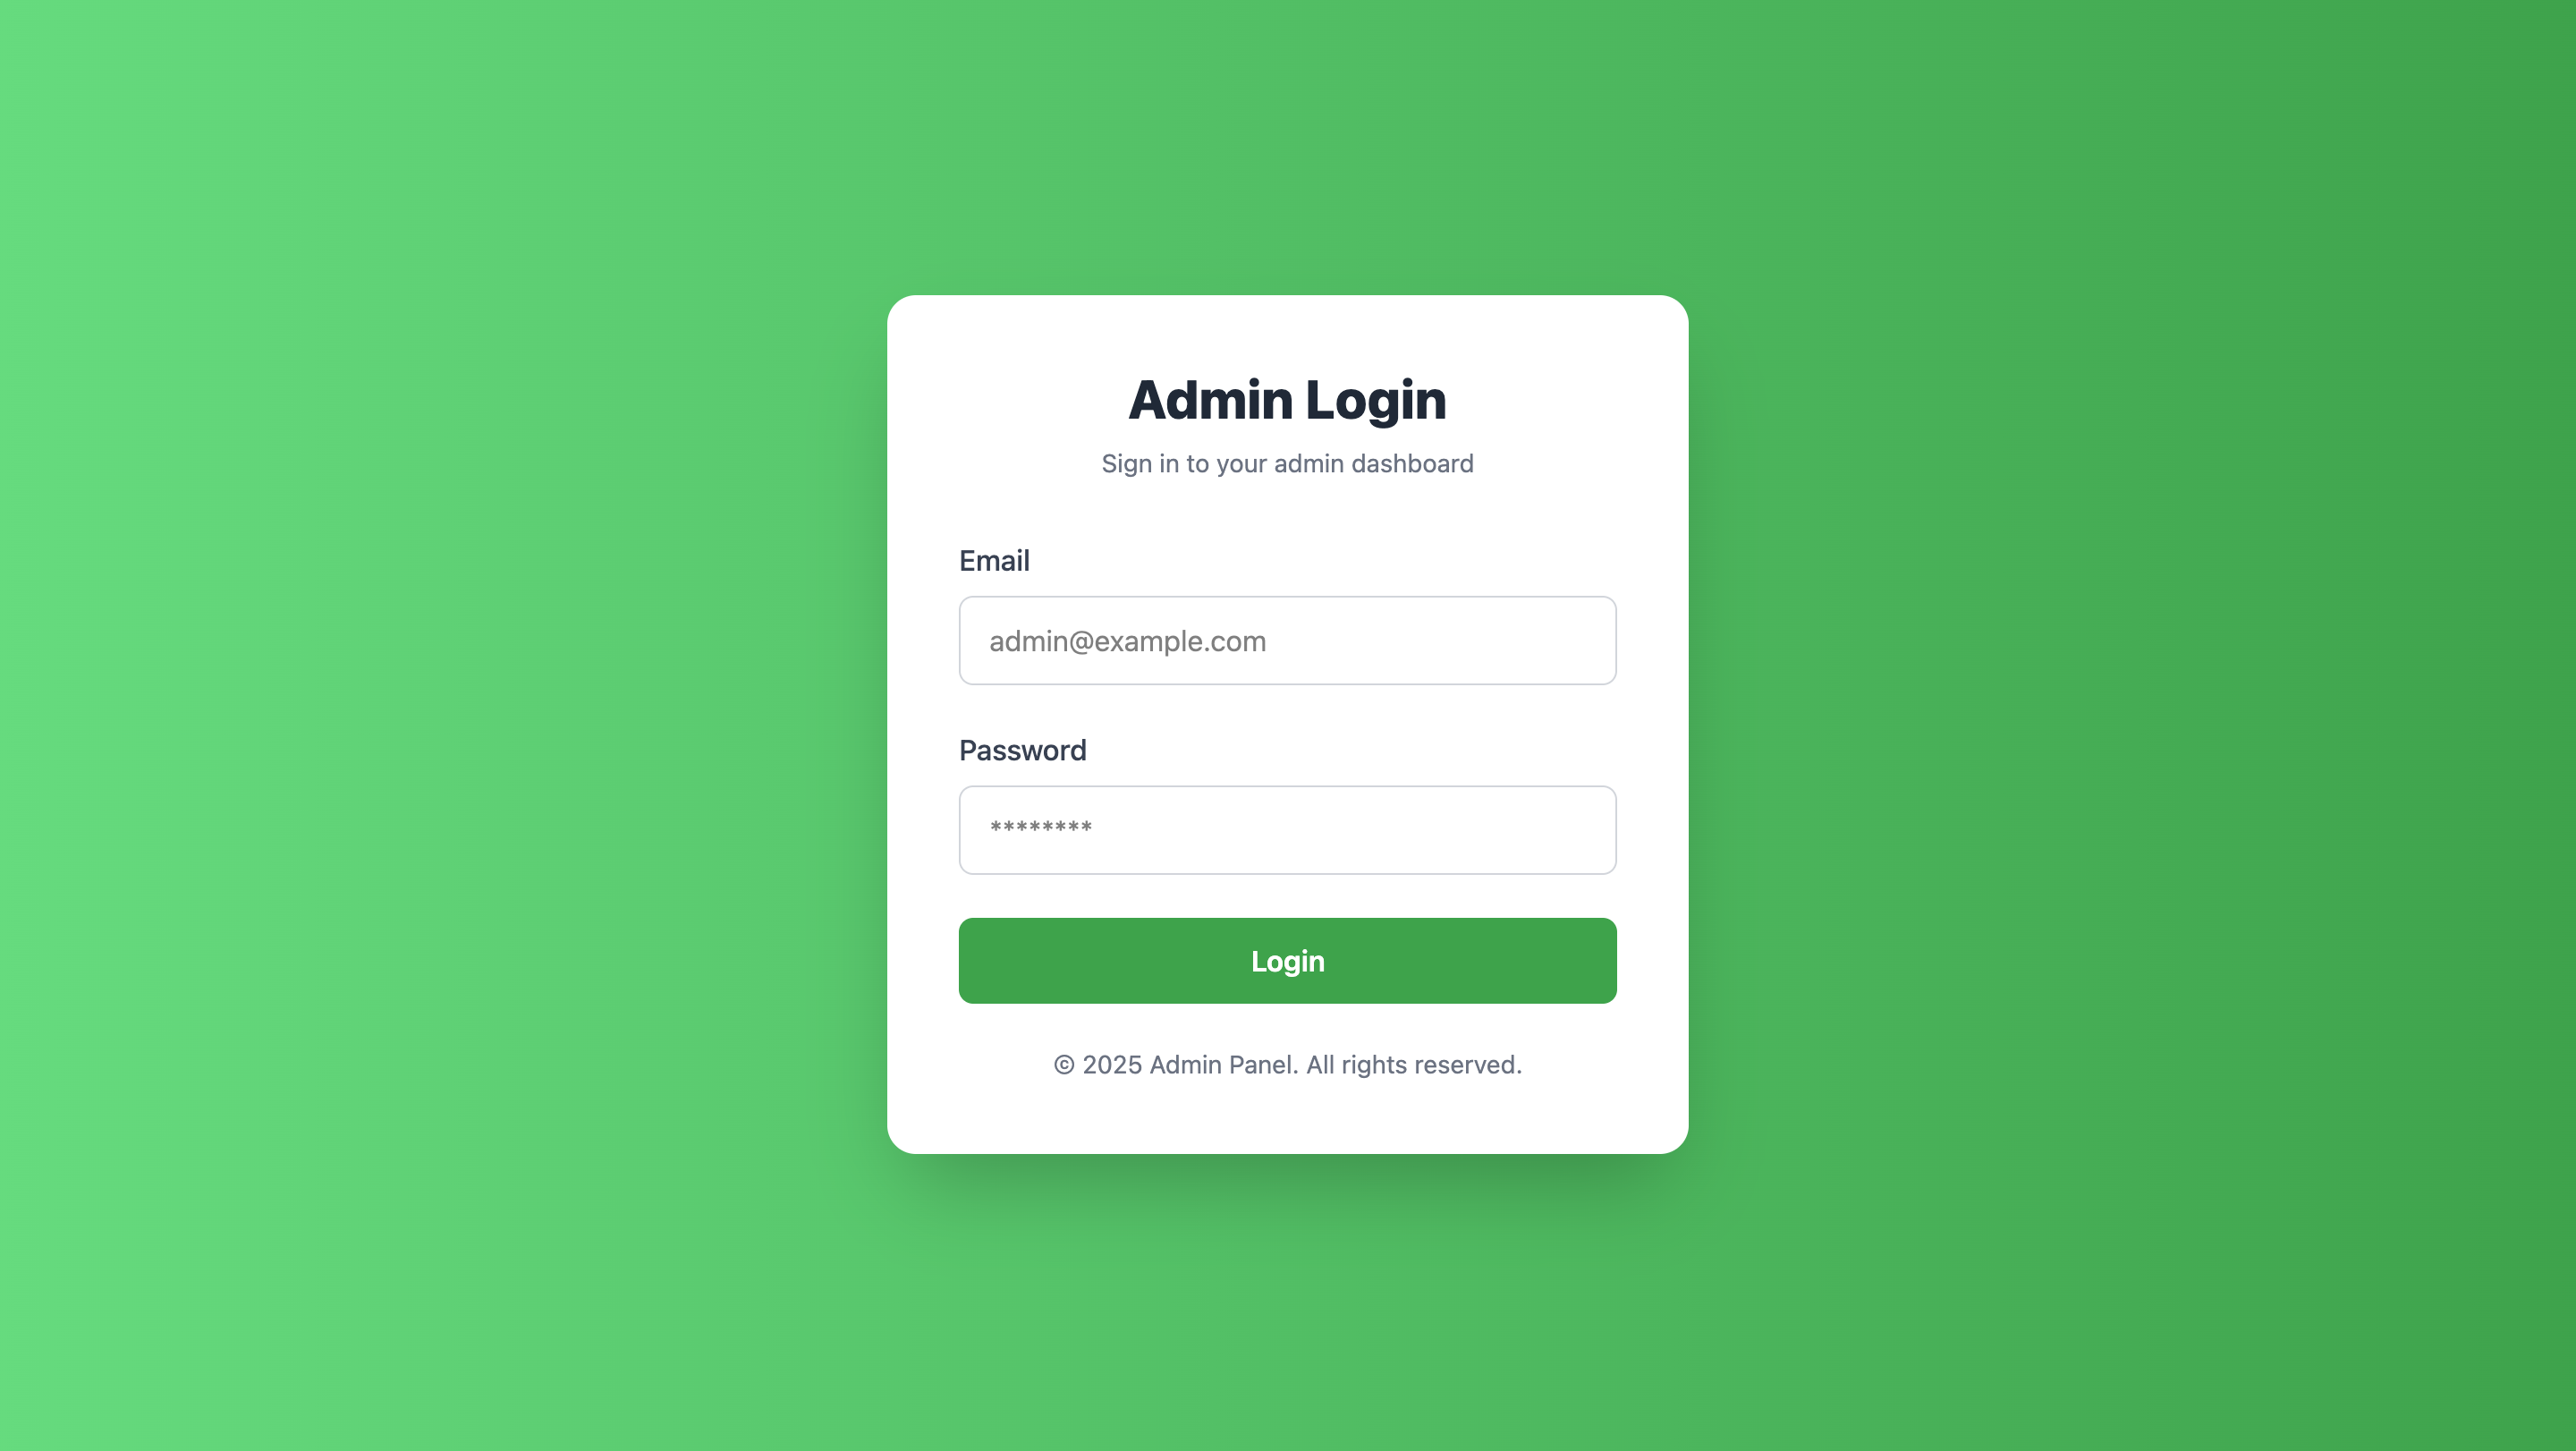 Admin Login
Sign in to your admin dashboard
Email
admin@example.com
Password
********
Login
© 2025 Admin Panel. All rights reserved.